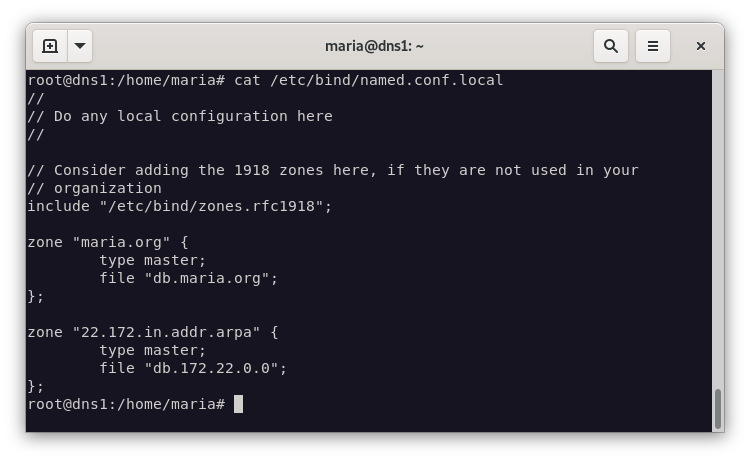 maria@dns1: ~
root@dns1:/home/maria# cat /etc/bind/named.conf.local
//
// Do any local configuration here
//
// Consider adding the 1918 zones here, if they are not used in your
// organization
include "/etc/bind/zones.rfc1918";
zone "maria.org" {
        type master;
        file "db.maria.org";
};
zone "22.172.in.addr.arpa" {
        type master;
        file "db.172.22.0.0";
};
root@dns1:/home/maria#